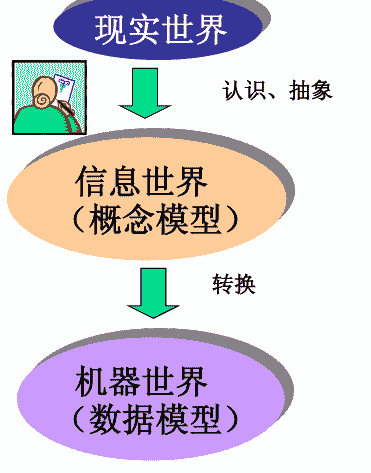 现实世界
认识、抽象
信息世界
（概念模型）
转换
机器世界
（数据模型）